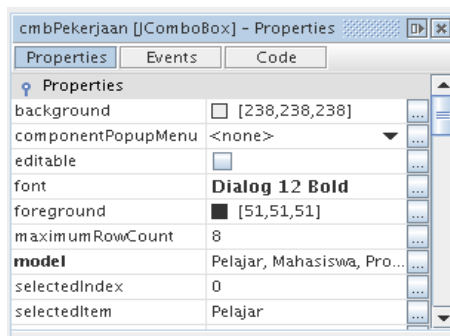 cmbPekerjaan [JComboBox] - Properties
Properties Events Code
Properties
background [238,238,238] ...
componentPopupMenu <none> ...
editable ...
font Dialog 12 Bold ...
foreground [51,51,51] ...
maximumRowCount 8 ...
model Pelajar, Mahasiswa, Pro... ...
selectedIndex 0 ...
selectedItem Pelajar ...